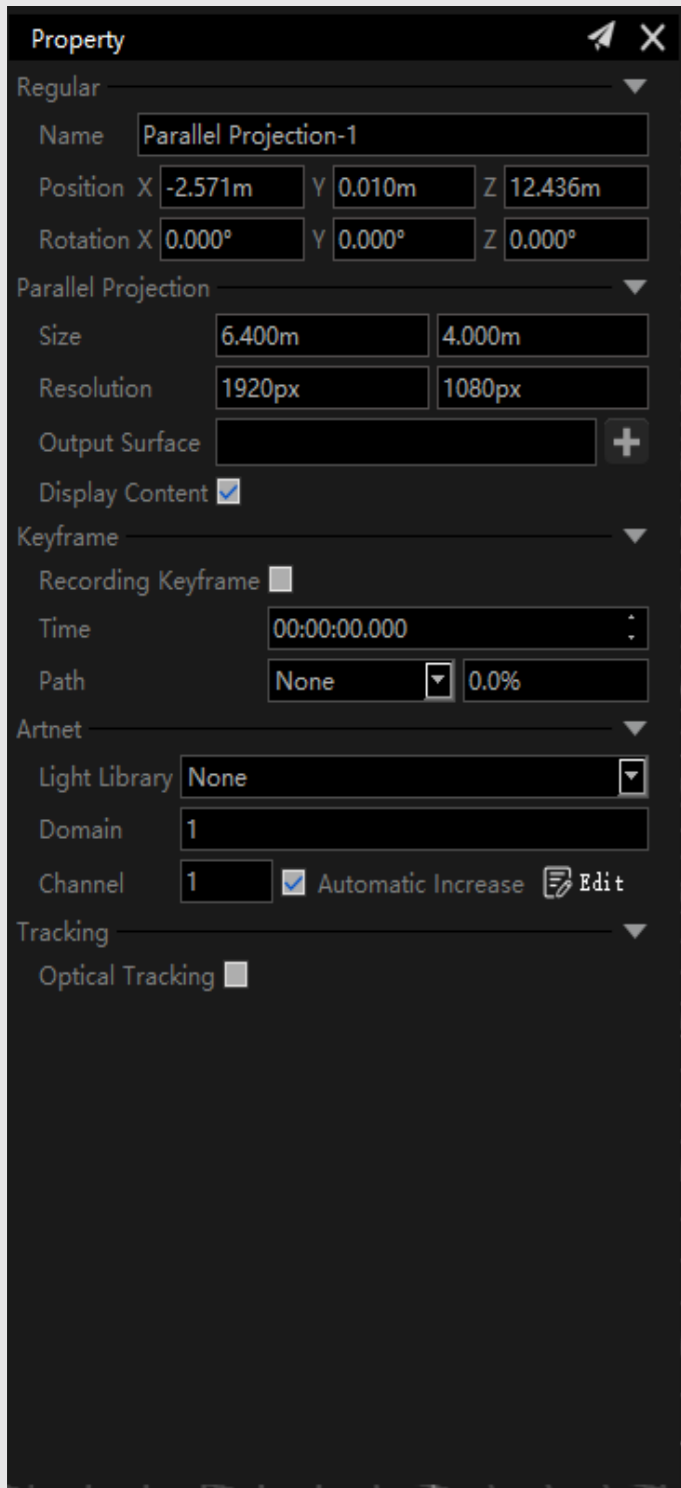 Property
Regular
Name Parallel Projection-1
Position X -2.571m Y 0.010m Z 12.436m
Rotation X 0.000° Y 0.000° Z 0.000°
Parallel Projection
Size 6.400m 4.000m
Resolution 1920px 1080px
Output Surface
Display Content
Keyframe
Recording Keyframe
Time 00:00:00.000
Path None 0.0%
Artnet
Light Library None
Domain 1
Channel 1 Automatic Increase Edit
Tracking
Optical Tracking